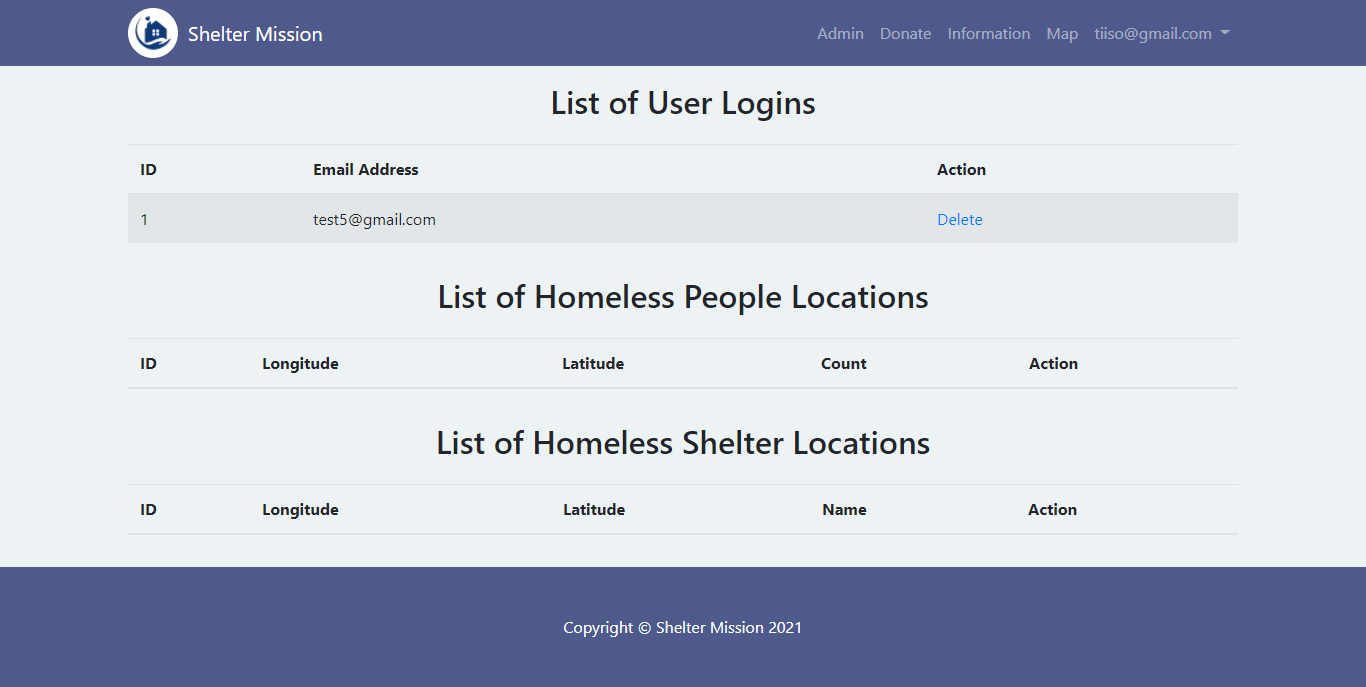 Shelter Mission Admin Donate Information Map tiiso@gmail.com
List of User Logins
ID Email Address Action
1 test5@gmail.com Delete
List of Homeless People Locations
ID Longitude Latitude Count Action
List of Homeless Shelter Locations
ID Longitude Latitude Name Action
Copyright © Shelter Mission 2021